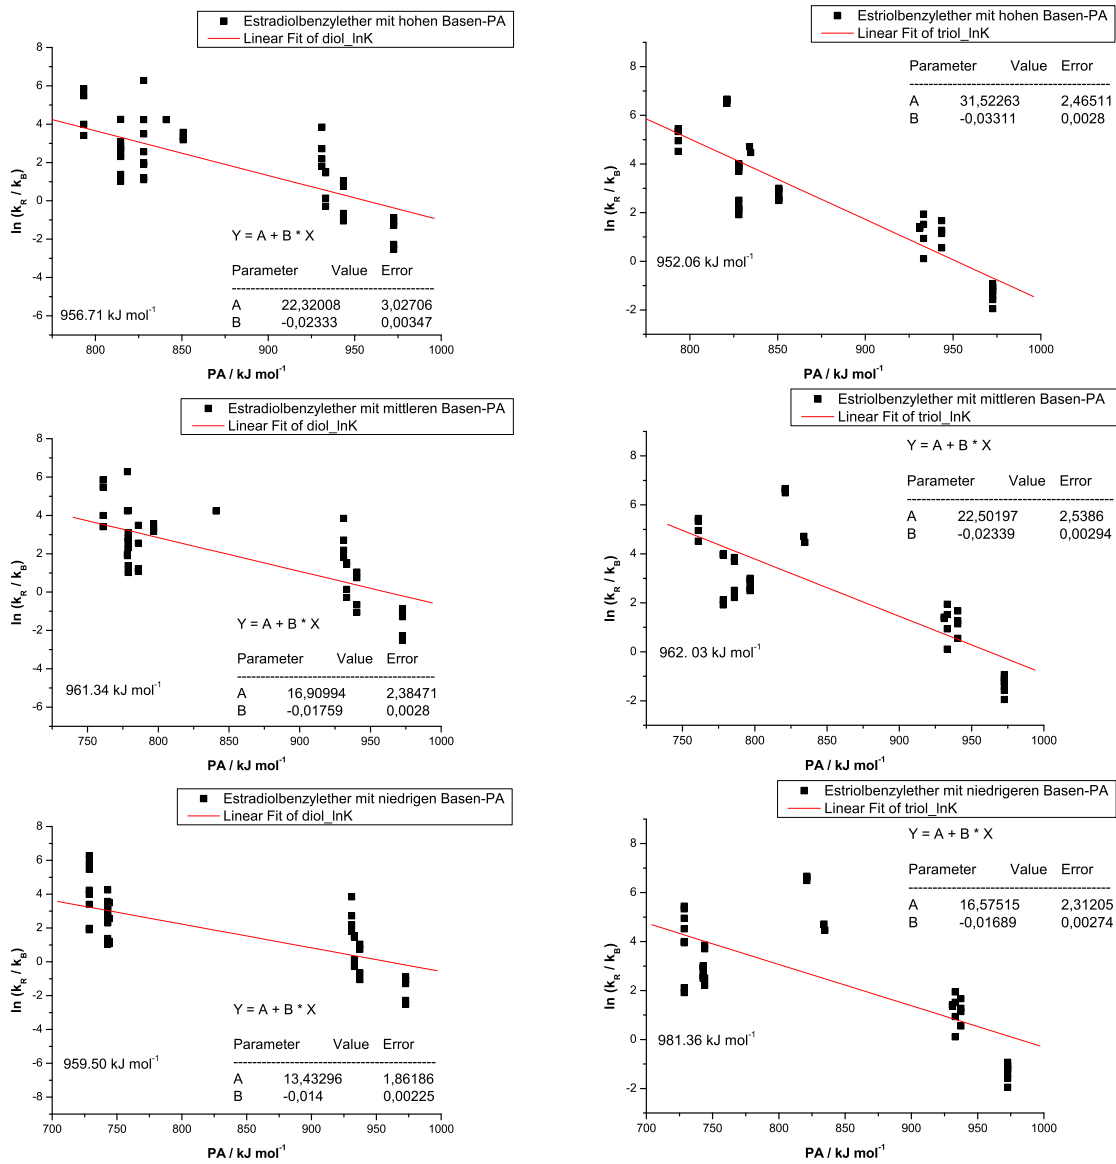 Estradiolbenzylether mit hohen Basen-PA
Linear Fit of diol_lnK
8
6
4
2
0
-2
-4
-6
ln (kR / kB)
Y = A + B * X
Parameter Value Error
------------------------------------------------
A 22,32008 3,02706
B -0,02333 0,00347
956.71 kJ mol-1
800 850 900 950 1000
PA / kJ mol-1
Estriolbenzylether mit hohen Basen-PA
Linear Fit of triol_lnK
Parameter Value Error
------------------------------------------------
A 31,52263 2,46511
B -0,03311 0,0028
8
6
4
2
0
-2
ln (kR / kB)
952.06 kJ mol-1
800 850 900 950 1000
PA / kJ mol-1
Estradiolbenzylether mit mittleren Basen-PA
Linear Fit of diol_lnK
8
6
4
2
0
-2
-4
-6
ln (kR / kB)
Y = A + B * X
Parameter Value Error
------------------------------------------------
A 16,90994 2,38471
B -0,01759 0,0028
961.34 kJ mol-1
750 800 850 900 950 1000
PA / kJ mol-1
Estriolbenzylether mit mittleren Basen-PA
Linear Fit of triol_lnK
Y = A + B * X
Parameter Value Error
------------------------------------------------
A 22,50197 2,5386
B -0,02339 0,00294
8
6
4
2
0
-2
ln (kR / kB)
962. 03 kJ mol-1
750 800 850 900 950 1000
PA / kJ mol-1
Estradiolbenzylether mit niedrigen Basen-PA
Linear Fit of diol_lnK
8
6
4
2
0
-2
-4
-6
-8
ln (kR / kB)
Y = A + B * X
Parameter Value Error
------------------------------------------------
A 13,43296 1,86186
B -0,014 0,00225
959.50 kJ mol-1
700 750 800 850 900 950 1000
PA / kJ mol-1
Estriolbenzylether mit niedrigeren Basen-PA
Linear Fit of triol_lnK
Y = A + B * X
Parameter Value Error
------------------------------------------------
A 16,57515 2,31205
B -0,01689 0,00274
8
6
4
2
0
-2
ln (kR / kB)
981.36 kJ mol-1
700 750 800 850 900 950 1000
PA / kJ mol-1